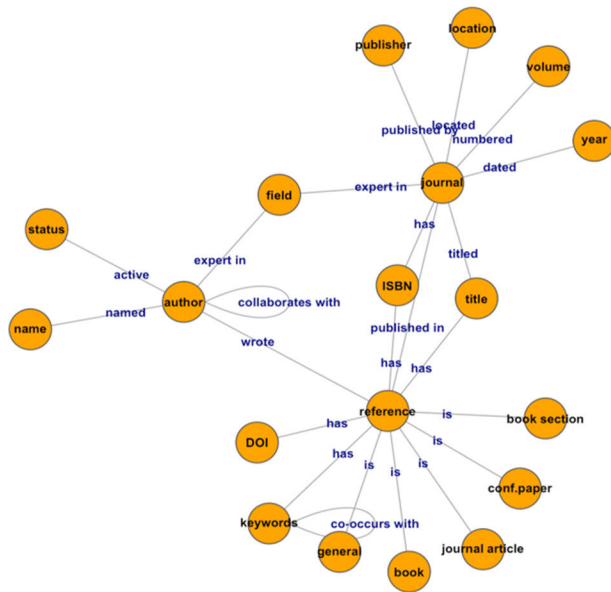 location
publisher
volume
located
published by
numbered
year
dated
journal
expert in
field
has
status
titled
expert in
active
ISBN
title
author
collaborates with
named
name
published in
wrote
has
has
reference
is
book section
has
DOI
is
has
is
is
is
conf.paper
keywords
co-occurs with
general
journal article
book